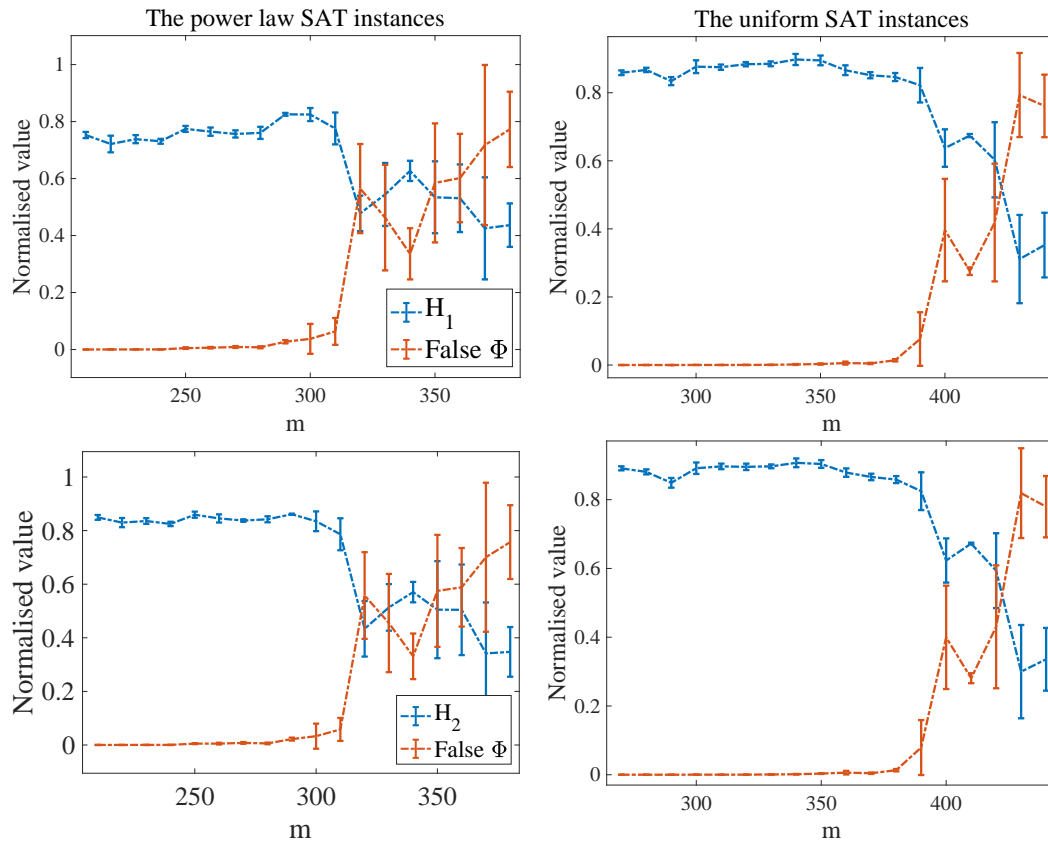 The power law SAT instances
The uniform SAT instances
Normalised value
1
0.8
0.6
0.4
0.2
0
H1
False Φ
250
300
350
m
Normalised value
0.8
0.6
0.4
0.2
0
300
350
400
m
Normalised value
1
0.8
0.6
0.4
0.2
0
H2
False Φ
250
300
350
m
Normalised value
0.8
0.6
0.4
0.2
0
300
350
400
m